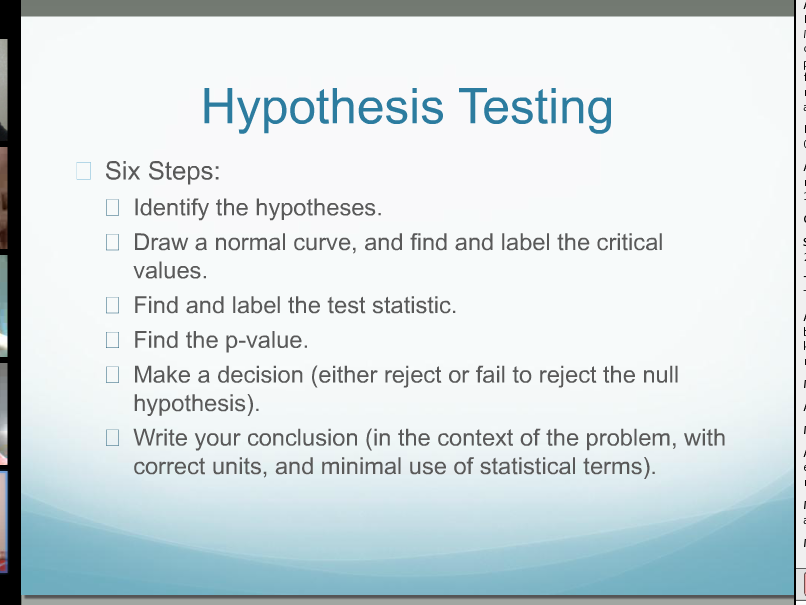 Hypothesis Testing
Six Steps:
Identify the hypotheses.
Draw a normal curve, and find and label the critical
values.
Find and label the test statistic.
Find the p-value.
Make a decision (either reject or fail to reject the null
hypothesis).
Write your conclusion (in the context of the problem, with
correct units, and minimal use of statistical terms).